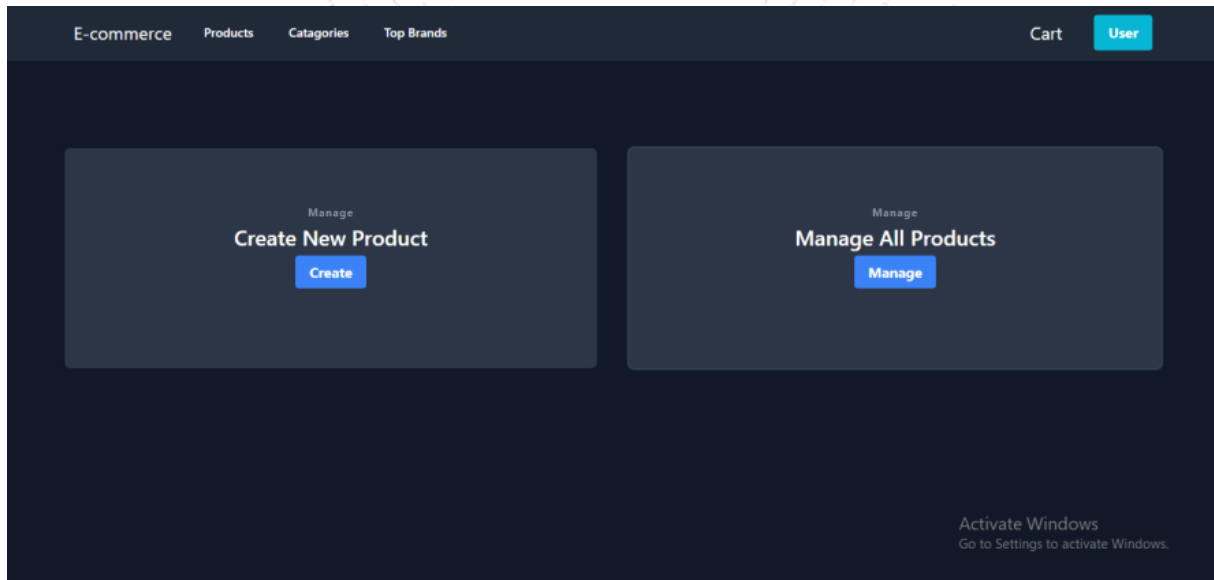 E-commerce Products Catagories Top Brands Cart User
Manage
Create New Product
Create
Manage
Manage All Products
Manage
Activate Windows
Go to Settings to activate Windows.